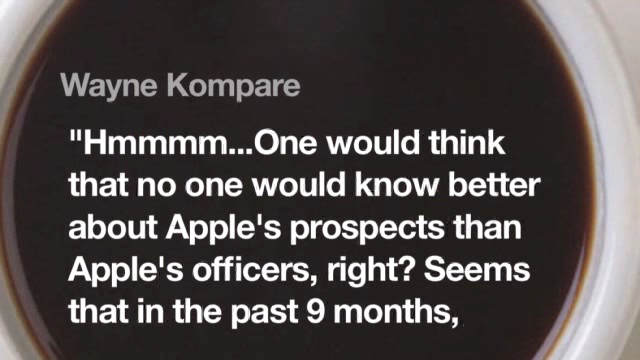 Wayne Kompare
"Hmmmm...One would think
that no one would know better
about Apple's prospects than
Apple's officers, right? Seems
that in the past 9 months,